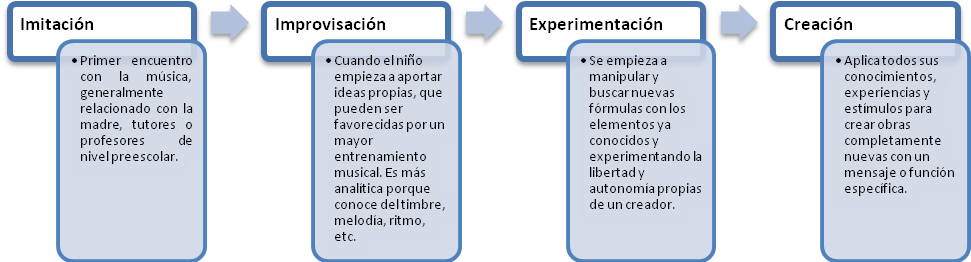 Imitación
• Primer encuentro
con la música,
generalmente
relacionado con la
madre, tutores o
profesores de
nivel preescolar.
Improvisación
• Cuando el niño
empieza a aportar
ideas propias, que
pueden ser
favorecidas por un
mayor
entrenamiento
musical. Es más
analítica porque
conoce del timbre,
melodía, ritmo,
etc.
Experimentación
• Se empieza a
manipular y
buscar nuevas
fórmulas con los
elementos ya
conocidos y
experimentando la
libertad y
autonomía propias
de un creador.
Creación
• Aplica todos sus
conocimientos,
experiencias y
estímulos para
crear obras
completamente
nuevas con un
mensaje o función
específica.